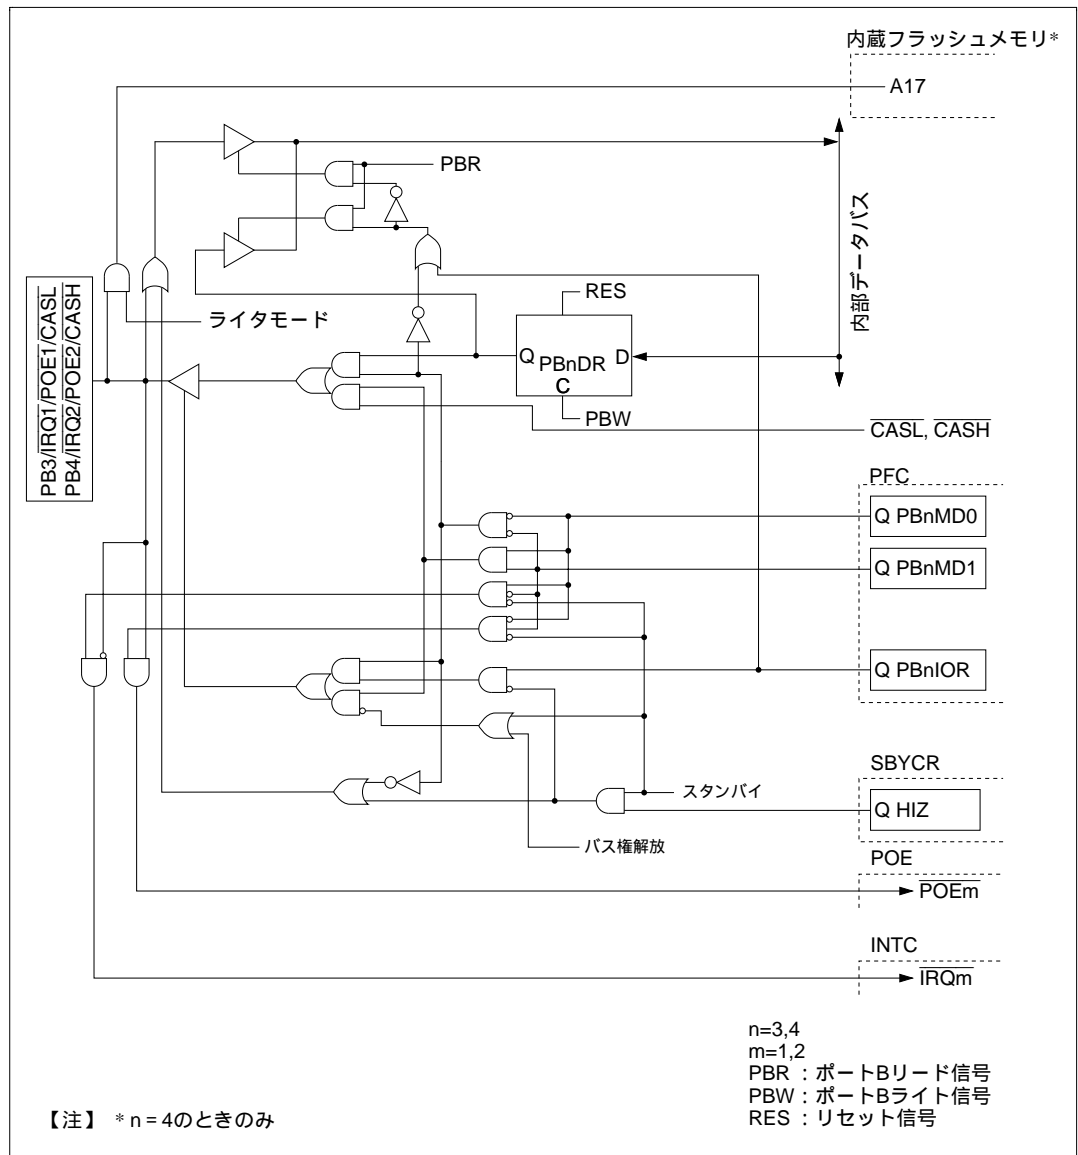 内蔵フラッシュメモリ*
A17
PBR
内部データバス
RES
ライタモード
PB3/IRQ1/POE1/CASL
PB4/IRQ2/POE2/CASH
Q PBnDR D
C
PBW
CASL, CASH
PFC
Q PBnMD0
Q PBnMD1
Q PBnIOR
SBYCR
スタンバイ
Q HIZ
バス権解放
POE
POEm
INTC
IRQm
n=3,4
m=1,2
PBR : ポートBリード信号
PBW : ポートBライト信号
RES : リセット信号
【注】 * n = 4のときのみ